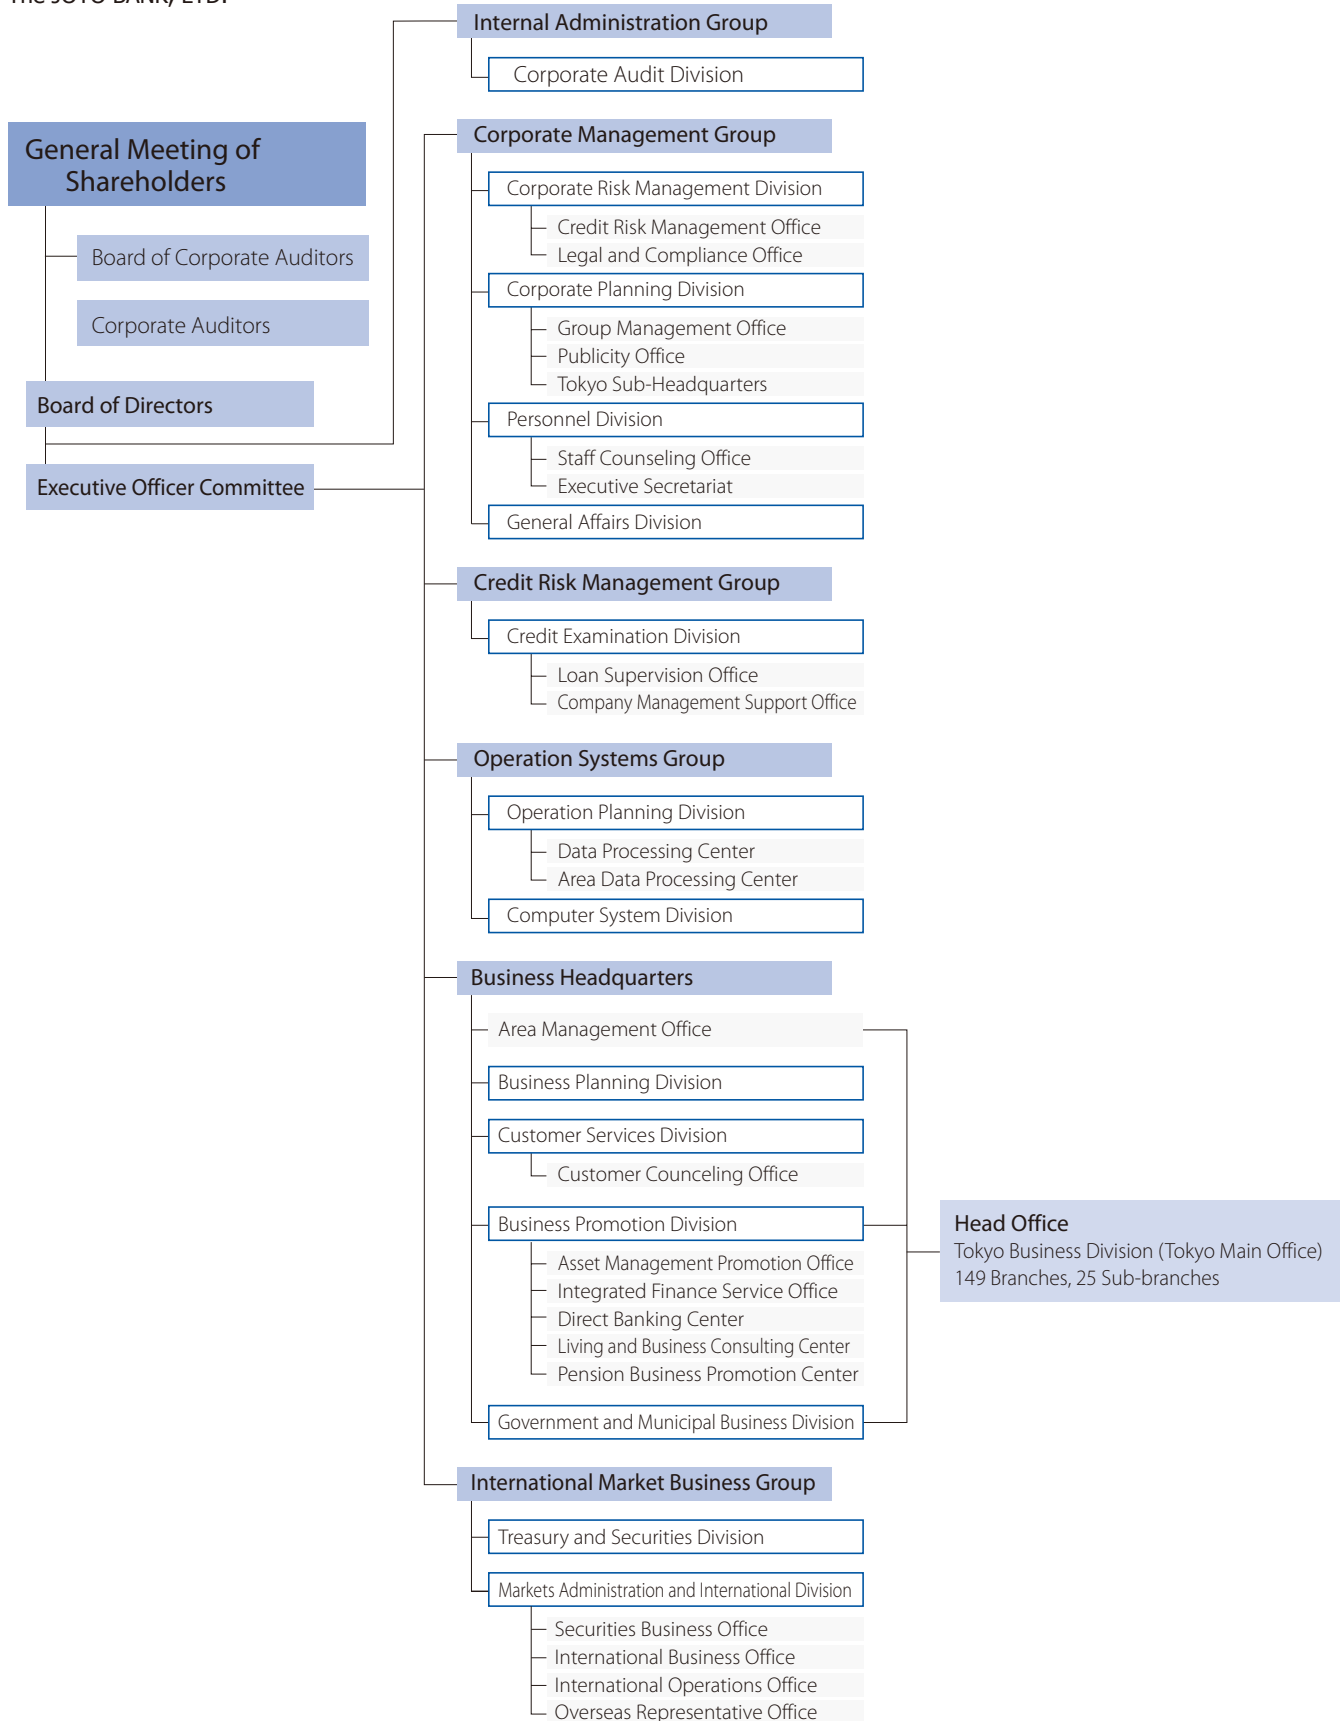 Internal Administration Group
Corporate Audit Division
General Meeting of
Shareholders
Board of Corporate Auditors
Corporate Auditors
Board of Directors
Executive Officer Committee
Corporate Management Group
Corporate Risk Management Division
Credit Risk Management Office
Legal and Compliance Office
Corporate Planning Division
Group Management Office
Publicity Office
Tokyo Sub-Headquarters
Personnel Division
Staff Counseling Office
Executive Secretariat
General Affairs Division
Credit Risk Management Group
Credit Examination Division
Loan Supervision Office
Company Management Support Office
Operation Systems Group
Operation Planning Division
Data Processing Center
Area Data Processing Center
Computer System Division
Business Headquarters
Area Management Office
Business Planning Division
Customer Services Division
Customer Counceling Office
Business Promotion Division
Asset Management Promotion Office
Integrated Finance Service Office
Direct Banking Center
Living and Business Consulting Center
Pension Business Promotion Center
Government and Municipal Business Division
Head Office
Tokyo Business Division (Tokyo Main Office)
149 Branches, 25 Sub-branches
International Market Business Group
Treasury and Securities Division
Markets Administration and International Division
Securities Business Office
International Business Office
International Operations Office
Overseas Representative Office